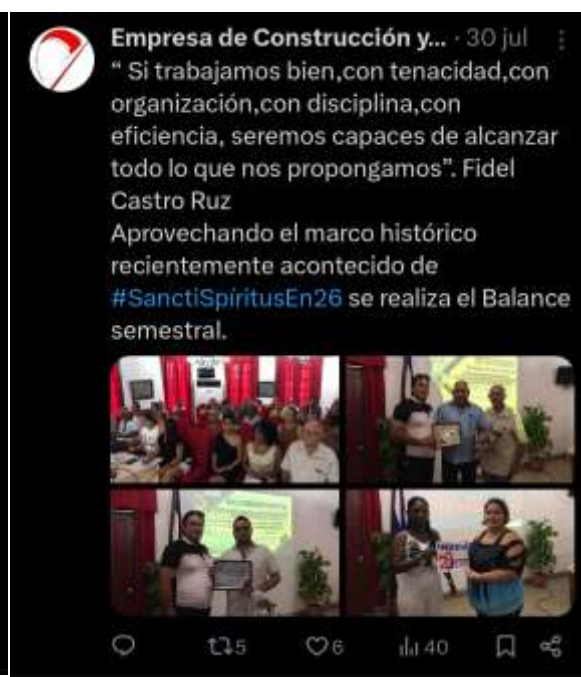 Empresa de Construcción y... · 30 jul
“ Si trabajamos bien,con tenacidad,con
organización,con disciplina,con
eficiencia, seremos capaces de alcanzar
todo lo que nos propongamos”. Fidel
Castro Ruz
Aprovechando el marco histórico
recientemente acontecido de
#SanctiSpíritusEn26 se realiza el Balance
semestral.
5 6 40